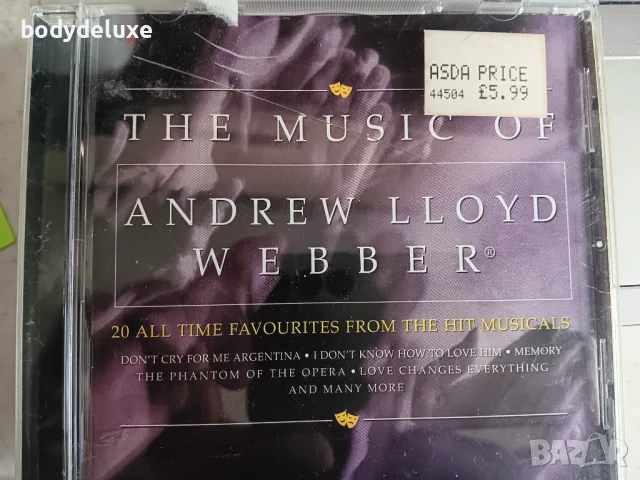 bodydeluxe
ASDA PRICE
44504 £5.99
THE MUSIC OF
ANDREW LLOYD
WEBBER®
20 ALL TIME FAVOURITES FROM THE HIT MUSICALS
DON'T CRY FOR ME ARGENTINA • I DON'T KNOW HOW TO LOVE HIM • MEMORY
THE PHANTOM OF THE OPERA • LOVE CHANGES EVERYTHING
AND MANY MORE
BAZAR